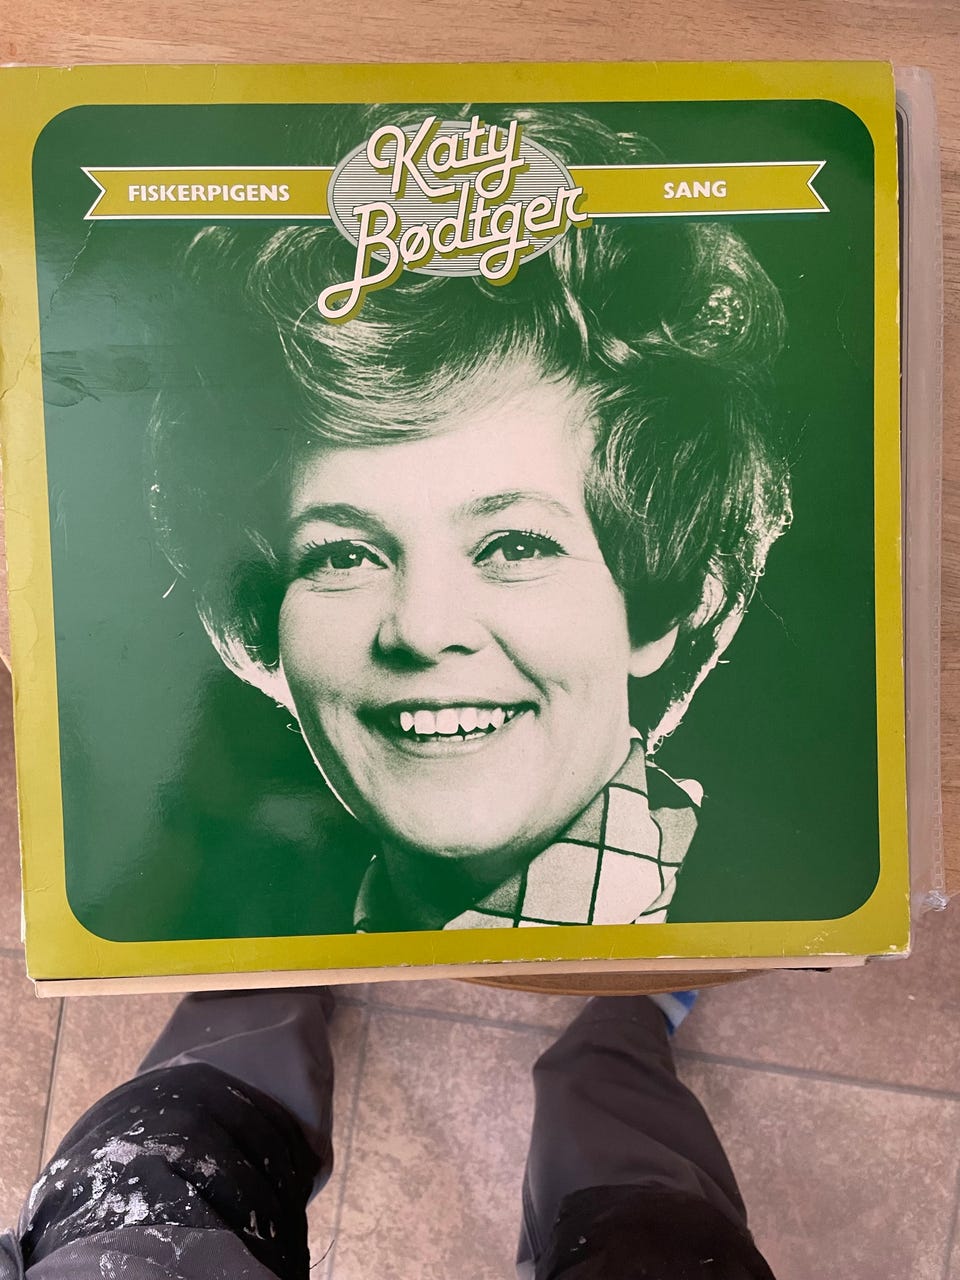 Katy
Bødtger
FISKERPIGENS SANG